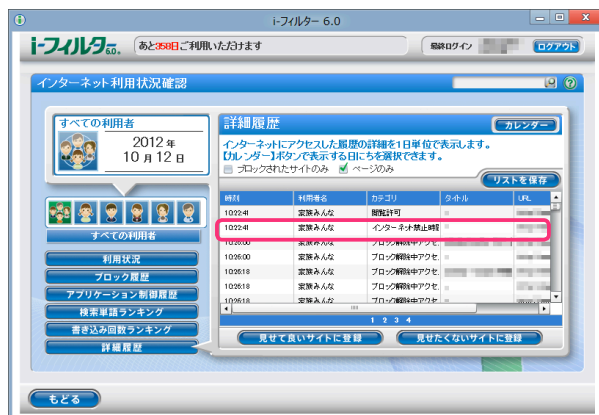 i-フィルター 6.0
i-フィルター 6.0
あと358日ご利用いただけます
最終ログイン
ログアウト
インターネット利用状況確認
すべての利用者
2012 年
10 月 12 日
すべての利用者
利用状況
ブロック履歴
アプリケーション制御履歴
検索単語ランキング
書き込み回数ランキング
詳細履歴
詳細履歴
カレンダー
インターネットにアクセスした履歴の詳細を1日単位で表示します。
【カレンダー】ボタンで表示する日にちを選択できます。
ブロックされたサイトのみ ページのみ
リストを保存
時刻 利用者名 カテゴリ タイトル URL
10:22:41 家族みんな 閲覧許可
10:22:41 家族みんな インターネット禁止時間
10:26:00 家族みんな ブロック解除中アクセ.
10:26:00 家族みんな ブロック解除中アクセ.
10:26:18 家族みんな ブロック解除中アクセ.
10:26:18 家族みんな ブロック解除中アクセ.
10:26:18 家族みんな ブロック解除中アクセ.
1 2 3 4
見せて良いサイトに登録
見せたくないサイトに登録
もどる